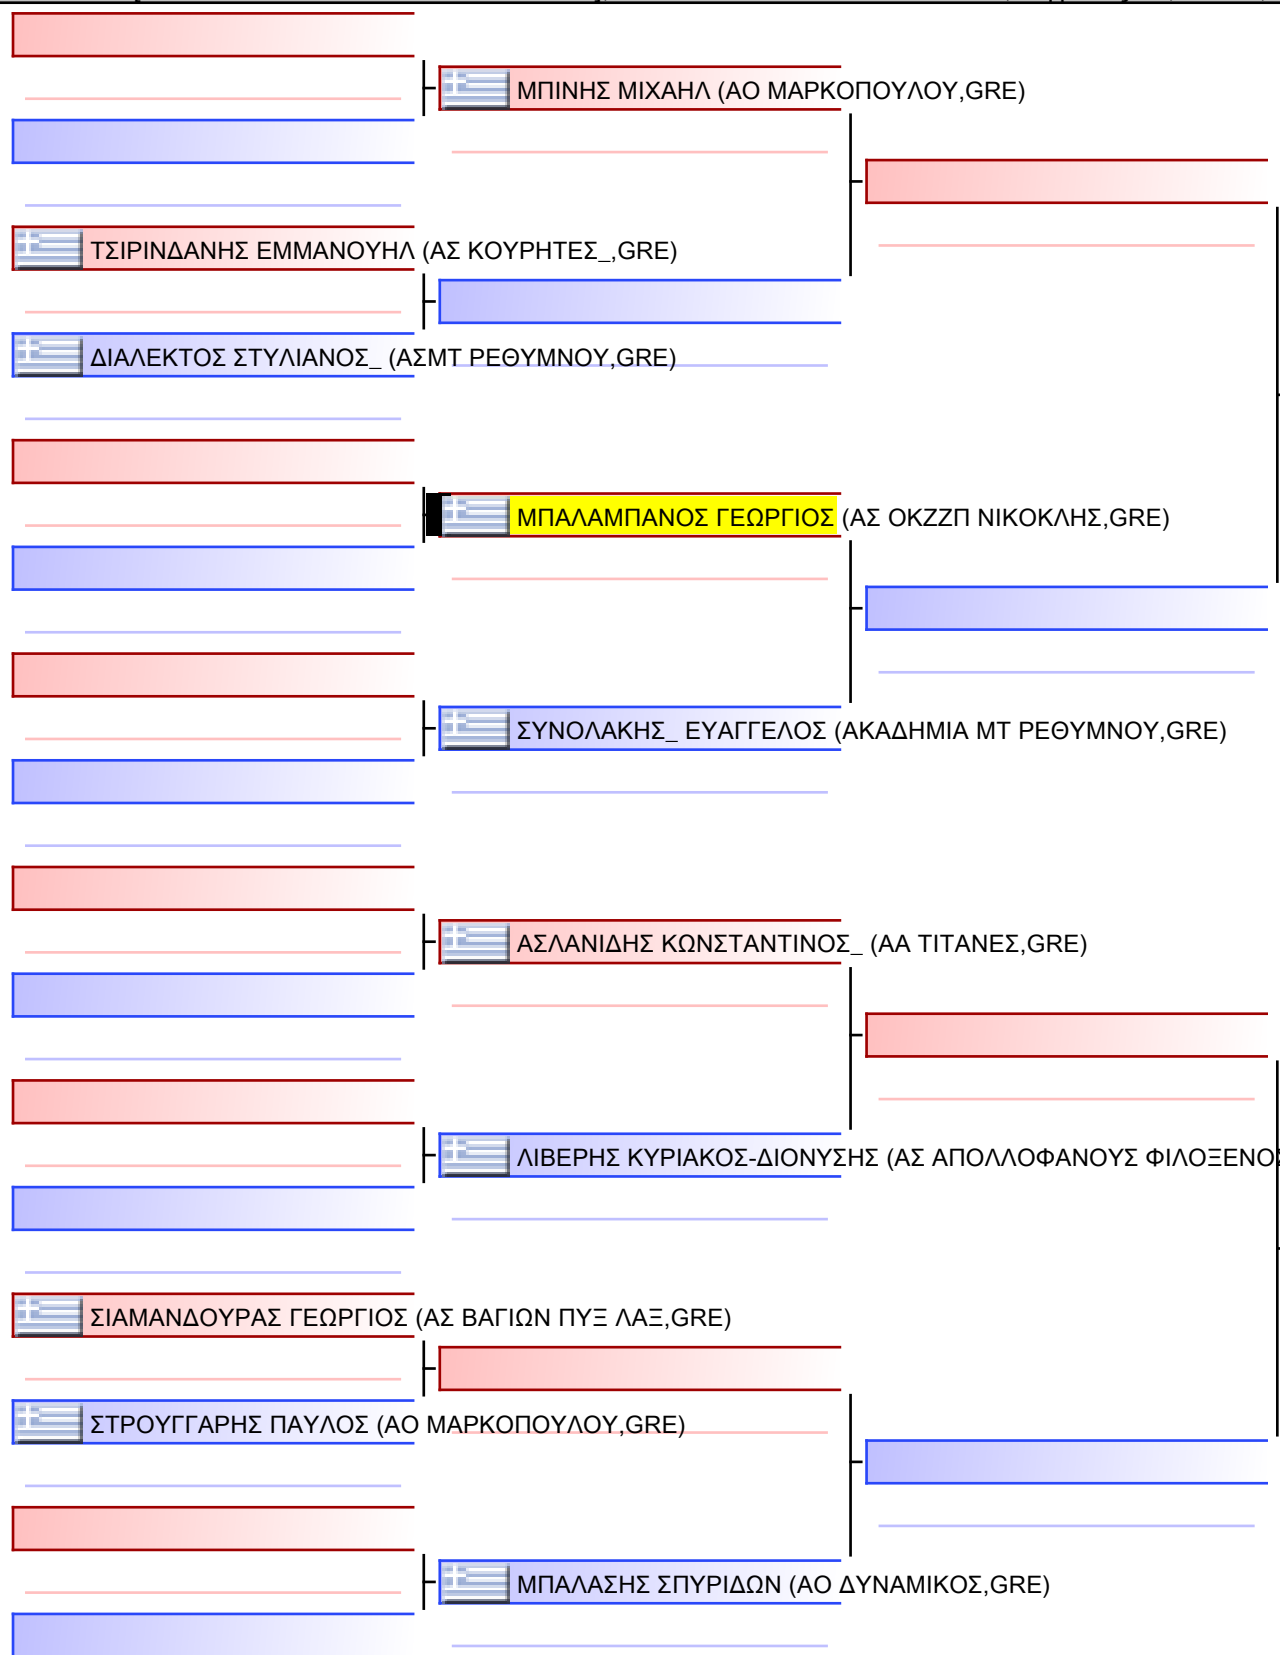 ΜΠΙΝΗΣ ΜΙΧΑΗΛ (ΑΟ ΜΑΡΚΟΠΟΥΛΟΥ,GRE)
ΤΣΙΡΙΝΔΑΝΗΣ ΕΜΜΑΝΟΥΗΛ (ΑΣ ΚΟΥΡΗΤΕΣ_,GRE)
ΔΙΑΛΕΚΤΟΣ ΣΤΥΛΙΑΝΟΣ_ (ΑΣΜΤ ΡΕΘΥΜΝΟΥ,GRE)
ΜΠΑΛΑΜΠΑΝΟΣ ΓΕΩΡΓΙΟΣ (ΑΣ ΟΚΖΖΠ ΝΙΚΟΚΛΗΣ,GRE)
ΣΥΝΟΛΑΚΗΣ_ ΕΥΑΓΓΕΛΟΣ (ΑΚΑΔΗΜΙΑ ΜΤ ΡΕΘΥΜΝΟΥ,GRE)
ΑΣΛΑΝΙΔΗΣ ΚΩΝΣΤΑΝΤΙΝΟΣ_ (ΑΑ ΤΙΤΑΝΕΣ,GRE)
ΛΙΒΕΡΗΣ ΚΥΡΙΑΚΟΣ-ΔΙΟΝΥΣΗΣ (ΑΣ ΑΠΟΛΛΟΦΑΝΟΥΣ ΦΙΛΟΞΕΝΟΣ
ΣΙΑΜΑΝΔΟΥΡΑΣ ΓΕΩΡΓΙΟΣ (ΑΣ ΒΑΓΙΩΝ ΠΥΞ ΛΑΞ,GRE)
ΣΤΡΟΥΓΓΑΡΗΣ ΠΑΥΛΟΣ (ΑΟ ΜΑΡΚΟΠΟΥΛΟΥ,GRE)
ΜΠΑΛΑΣΗΣ ΣΠΥΡΙΔΩΝ (ΑΟ ΔΥΝΑΜΙΚΟΣ,GRE)